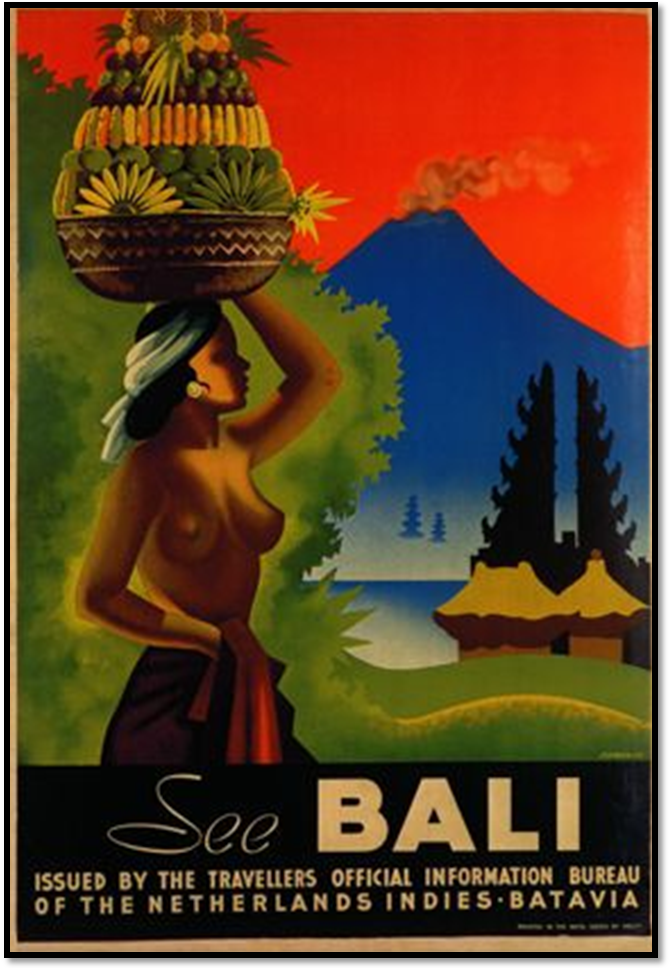 See BALI
ISSUED BY THE TRAVELLERS OFFICIAL INFORMATION BUREAU
OF THE NETHERLANDS INDIES·BATAVIA